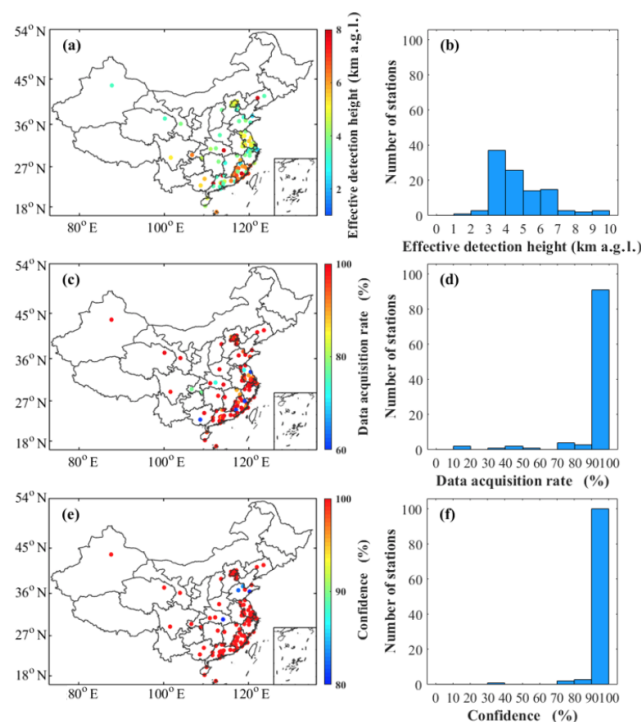 (a)
54° N
45° N
36° N
27° N
18° N
80° E
100° E
120° E
8
6
4
2
Effective detection height (km a.g.l.)
(b)
100
80
60
40
20
0
Number of stations
0 1 2 3 4 5 6 7 8 9 10
Effective detection height (km a.g.l.)
(c)
54° N
45° N
36° N
27° N
18° N
80° E
100° E
120° E
100
90
80
70
60
Data acquisition rate (%)
(d)
100
80
60
40
20
0
Number of stations
0 10 20 30 40 50 60 70 80 90100
Data acquisition rate (%)
(e)
54° N
45° N
36° N
27° N
18° N
80° E
100° E
120° E
100
95
90
85
80
Confidence (%)
(f)
100
80
60
40
20
0
Number of stations
0 10 20 30 40 50 60 70 80 90100
Confidence (%)